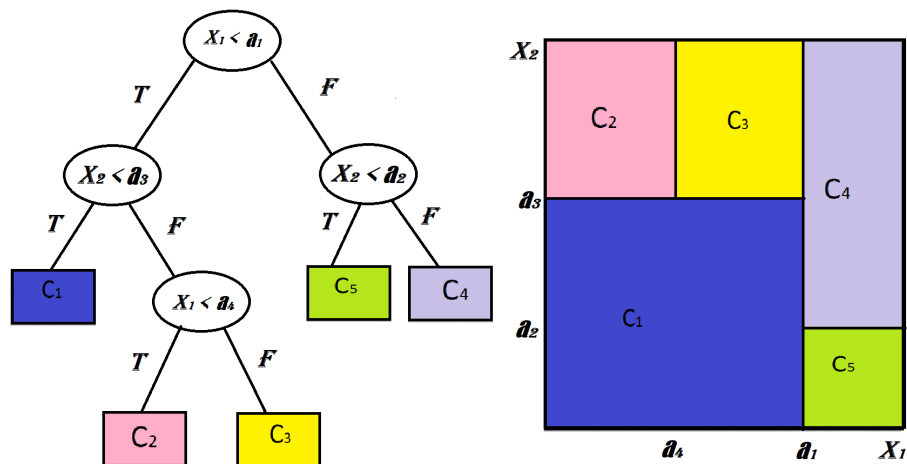 X₁ < a₁
T
F
X₂ < a₃
X₂ < a₂
T
F
T
F
C₁
X₁ < a₄
C₅
C₄
T
F
C₂
C₃
X₂
C₂
C₃
C₄
a₃
a₂
C₁
C₅
a₄
a₁
X₁